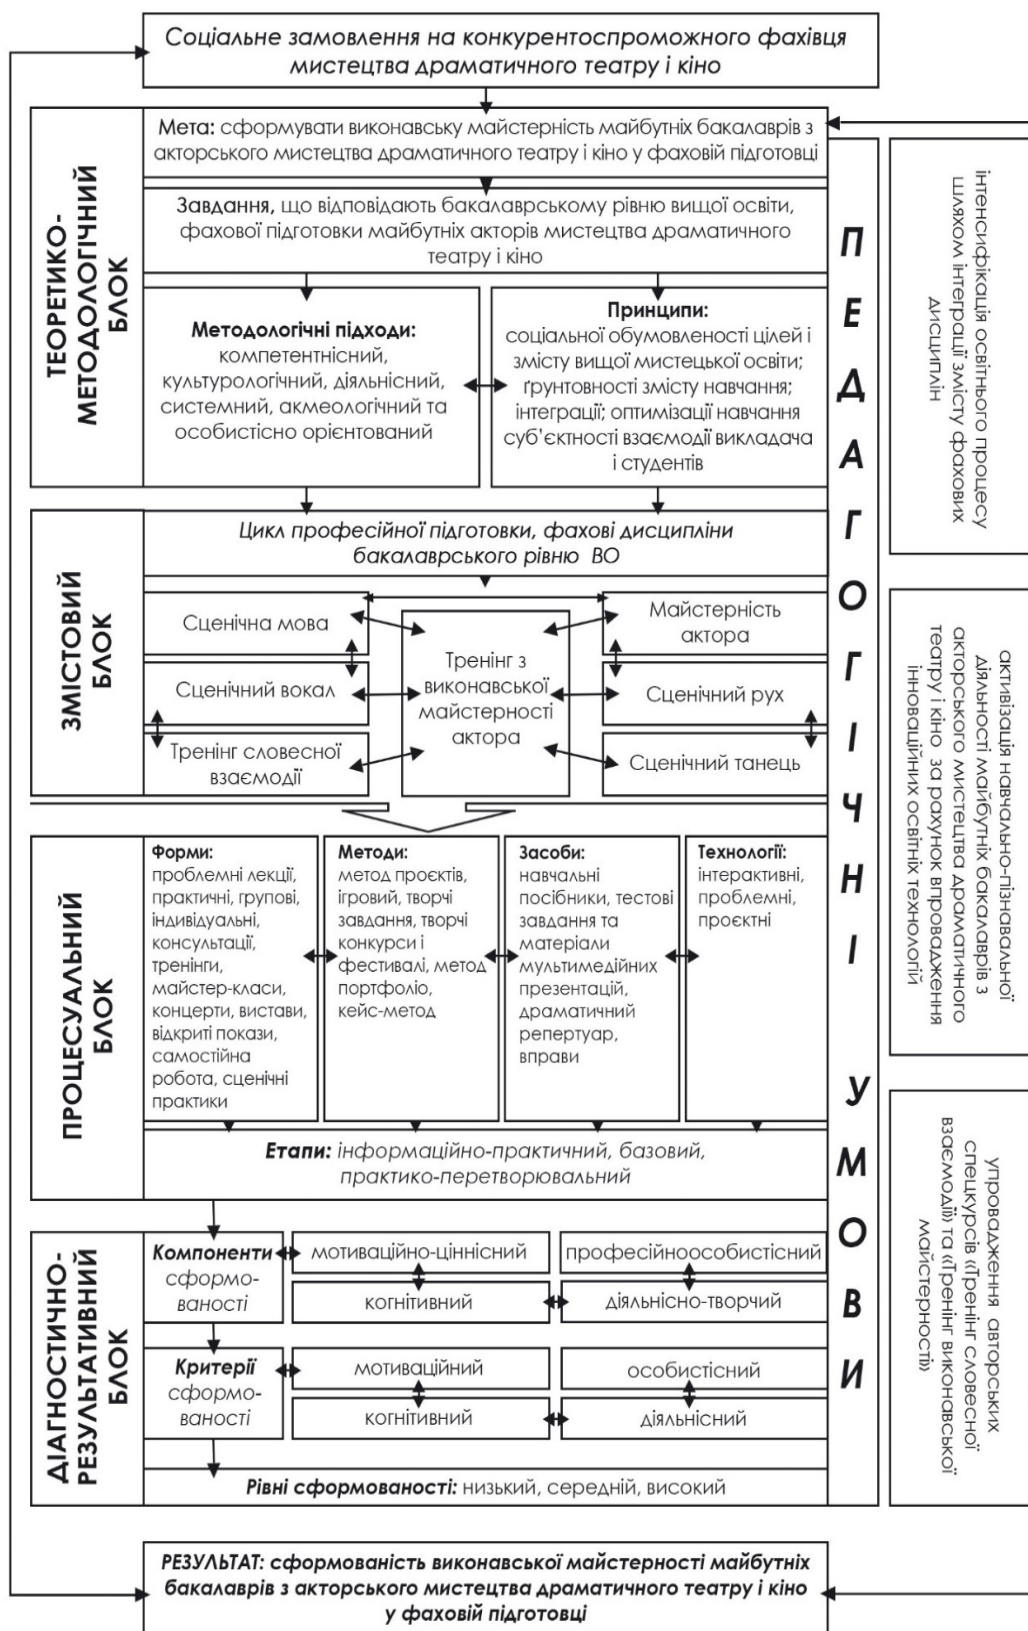 Соціальне замовлення на конкурентоспроможного фахівця
мистецтва драматичного театру і кіно
ТЕОРЕТИКО-
МЕТОДОЛОГІЧНИЙ
БЛОК
Мета: сформувати виконавську майстерність майбутніх бакалаврів з
акторського мистецтва драматичного театру і кіно у фаховій підготовці
Завдання, що відповідають бакалаврському рівню вищої освіти,
фахової підготовки майбутніх акторів мистецтва драматичного
театру і кіно
Методологічні підходи:
компетентнісний,
культурологічний, діяльнісний,
системний, акмеологічний та
особистісно орієнтований
Принципи:
соціальної обумовленості цілей і
змісту вищої мистецької освіти;
ґрунтовності змісту навчання;
інтеграції; оптимізації навчання
суб’єктності взаємодії викладача
і студентів
ЗМІСТОВИЙ
БЛОК
Цикл професійної підготовки, фахові дисципліни
бакалаврського рівню ВО
Сценічна мова
Сценічний вокал
Тренінг словесної
взаємодії
Тренінг з
виконавської
майстерності
актора
Майстерність
актора
Сценічний рух
Сценічний танець
ПРОЦЕСУАЛЬНИЙ
БЛОК
Форми:
проблемні лекції,
практичні, групові,
індивідуальні,
консультації,
тренінги,
майстер-класи,
концерти, вистави,
відкриті покази,
самостійна
робота, сценічні
практики
Методи:
метод проєктів,
ігровий, творчі
завдання, творчі
конкурси і
фестивалі, метод
портфоліо,
кейс-метод
Засоби:
навчальні
посібники, тестові
завдання та
матеріали
мультимедійних
презентацій,
драматичний
репертуар,
вправи
Технології:
інтерактивні,
проблемні,
проєктні
Етапи: інформаційно-практичний, базовий,
практико-перетворювальний
ДІАГНОСТИЧНО-
РЕЗУЛЬТАТИВНИЙ
БЛОК
Компоненти
сформо-
ваності
мотиваційно-ціннісний
професійноособистісний
когнітивний
діяльнісно-творчий
Критерії
сформо-
ваності
мотиваційний
особистісний
когнітивний
діяльнісний
Рівні сформованості: низький, середній, високий
ПЕДАГОГІЧНІ УМОВИ
інтенсифікація освітнього процесу
шляхом інтеграції змісту фахових
дисциплін
активізація навчально-пізнавальної
діяльності майбутніх бакалаврів з
акторського мистецтва драматичного
театру і кіно за рахунок впровадження
інноваційних освітніх технологій
упровадження авторських
спецкурсів «Тренінг словесної
взаємодії» та «Тренінг виконавської
майстерності»
РЕЗУЛЬТАТ: сформованість виконавської майстерності майбутніх
бакалаврів з акторського мистецтва драматичного театру і кіно
у фаховій підготовці